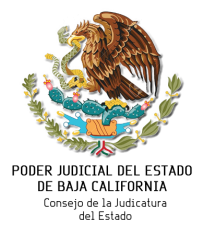 PODER JUDICIAL DEL ESTADO
DE BAJA CALIFORNIA
Consejo de la Judicatura
del Estado